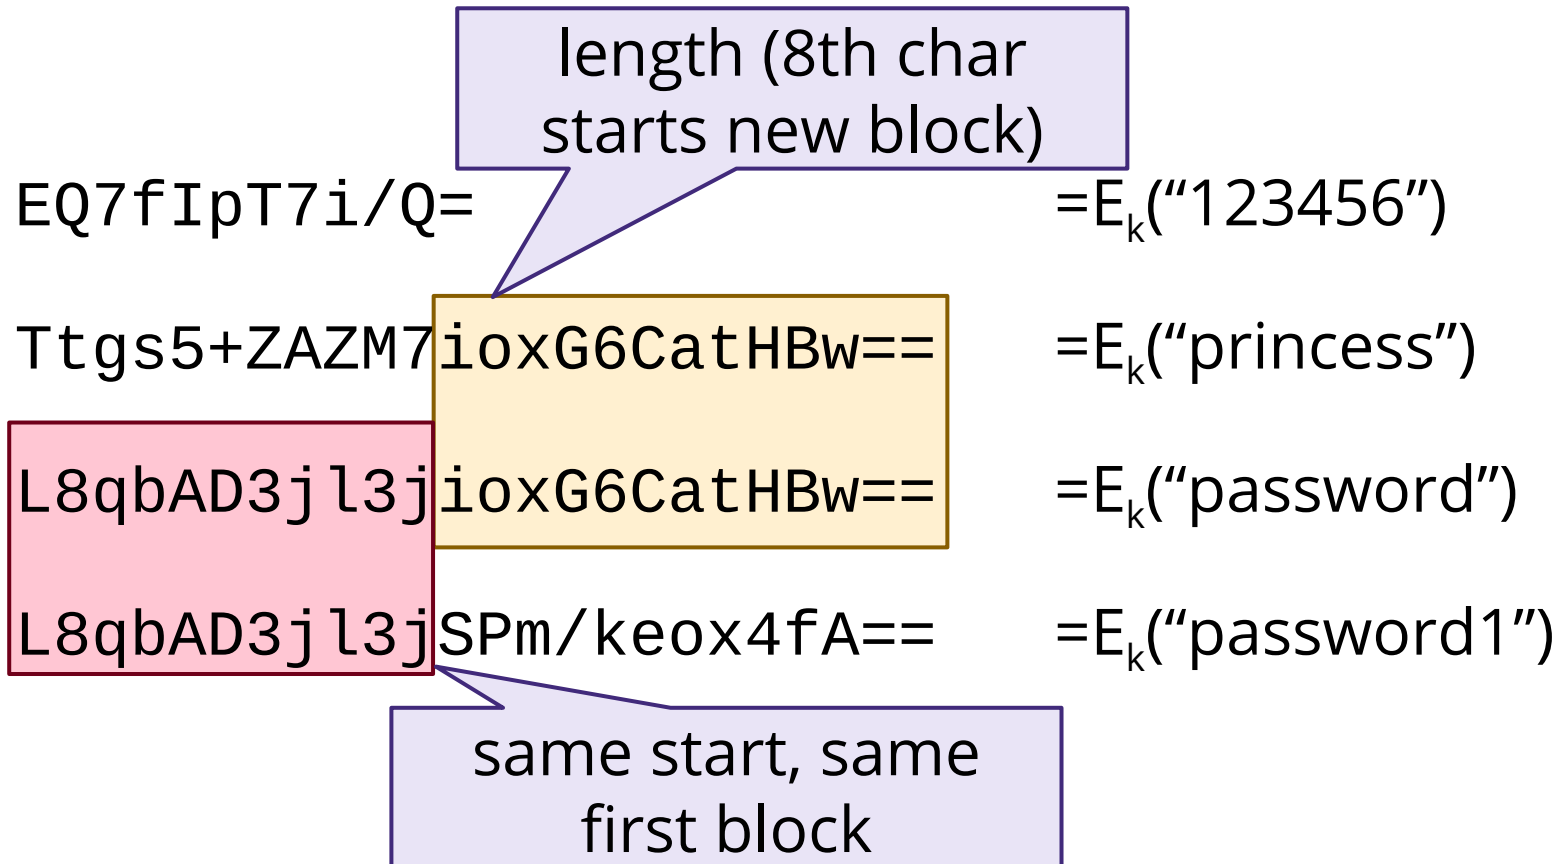 length (8th char
starts new block)
EQ7fIpT7i/Q= =Ek(“123456”)
Ttgs5+ZAZM7ioxG6CatHBw== =Ek(“princess”)
L8qbAD3jl3jioxG6CatHBw== =Ek(“password”)
L8qbAD3jl3jSPm/keox4fA== =Ek(“password1”)
same start, same
first block